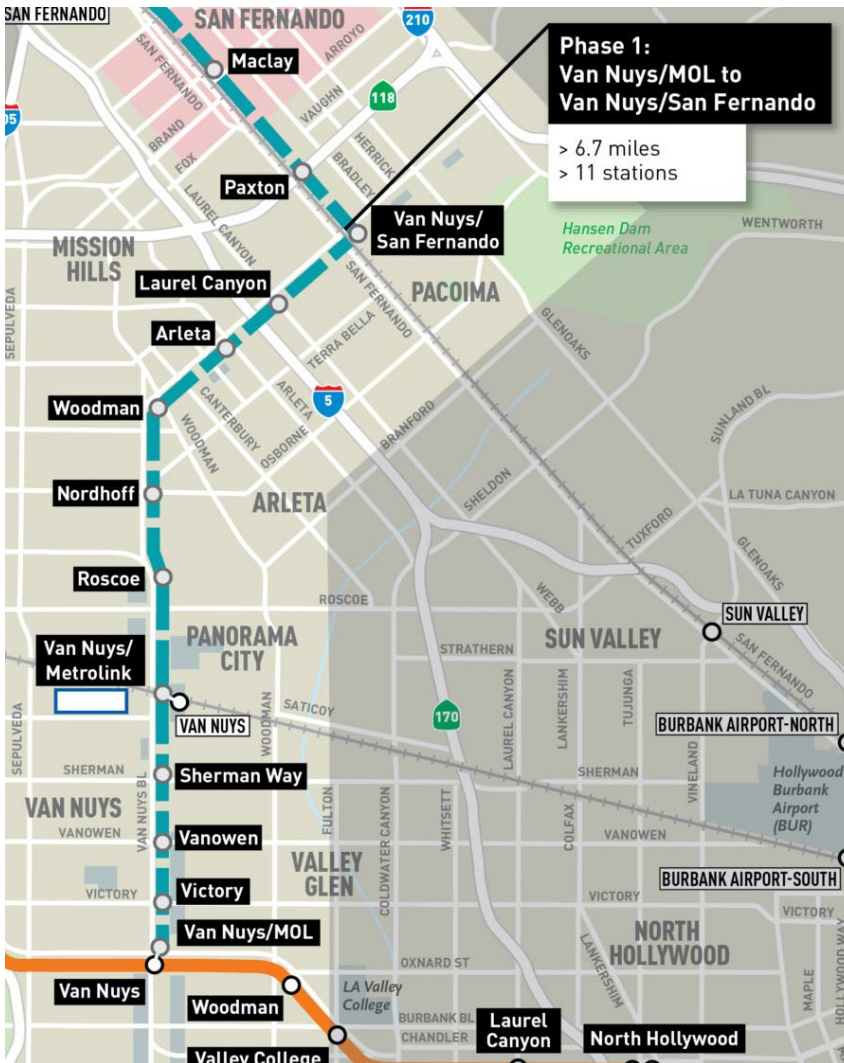 SAN FERNANDO
SAN FERNANDO
210
Maclay
ARROYO
SAN FERNANDO
Phase 1:
Van Nuys/MOL to
Van Nuys/San Fernando
> 6.7 miles
> 11 stations
118
VAUGHN
BRAND
FOX
HERRICK
BRADLEY
Paxton
LAUREL CANYON
Van Nuys/
San Fernando
Hansen Dam
Recreational Area
WENTWORTH
MISSION
HILLS
SAN FERNANDO
Laurel Canyon
PACOIMA
SEPULVEDA
Arleta
TERRA BELLA
GLENOAKS
Woodman
CANTERBURY
ARLETA
5
WOODMAN
OSBORNE
BRANFORD
SUNLAND BL
Nordhoff
ARLETA
SHELDON
LA TUNA CANYON
TUXFORD
GLENOAKS
Roscoe
ROSCOE
WEBB
SUN VALLEY
SAN FERNANDO
Van Nuys/
Metrolink
PANORAMA
CITY
STRATHERN
SUN VALLEY
VAN NUYS
SATICOY
WOODMAN
170
LAUREL CANYON
LANKERSHIM
TUJUNGA
BURBANK AIRPORT-NORTH
SEPULVEDA
SHERMAN
VAN NUYS BL
Sherman Way
SHERMAN
VINELAND
Hollywood
Burbank
Airport
(BUR)
VAN NUYS
VANOWEN
Vanowen
FULTON
COLDWATER CANYON
WHITSETT
COLFAX
VANOWEN
VALLEY
GLEN
BURBANK AIRPORT-SOUTH
VICTORY
Victory
VICTORY
VICTORY
Van Nuys/MOL
NORTH
HOLLYWOOD
LANKERSHIM
MAPLE
HOLLYWOOD WAY
OXNARD ST
Van Nuys
Woodman
LA Valley
College
BURBANK BL
CHANDLER
Laurel
Canyon
North Hollywood
Valley College